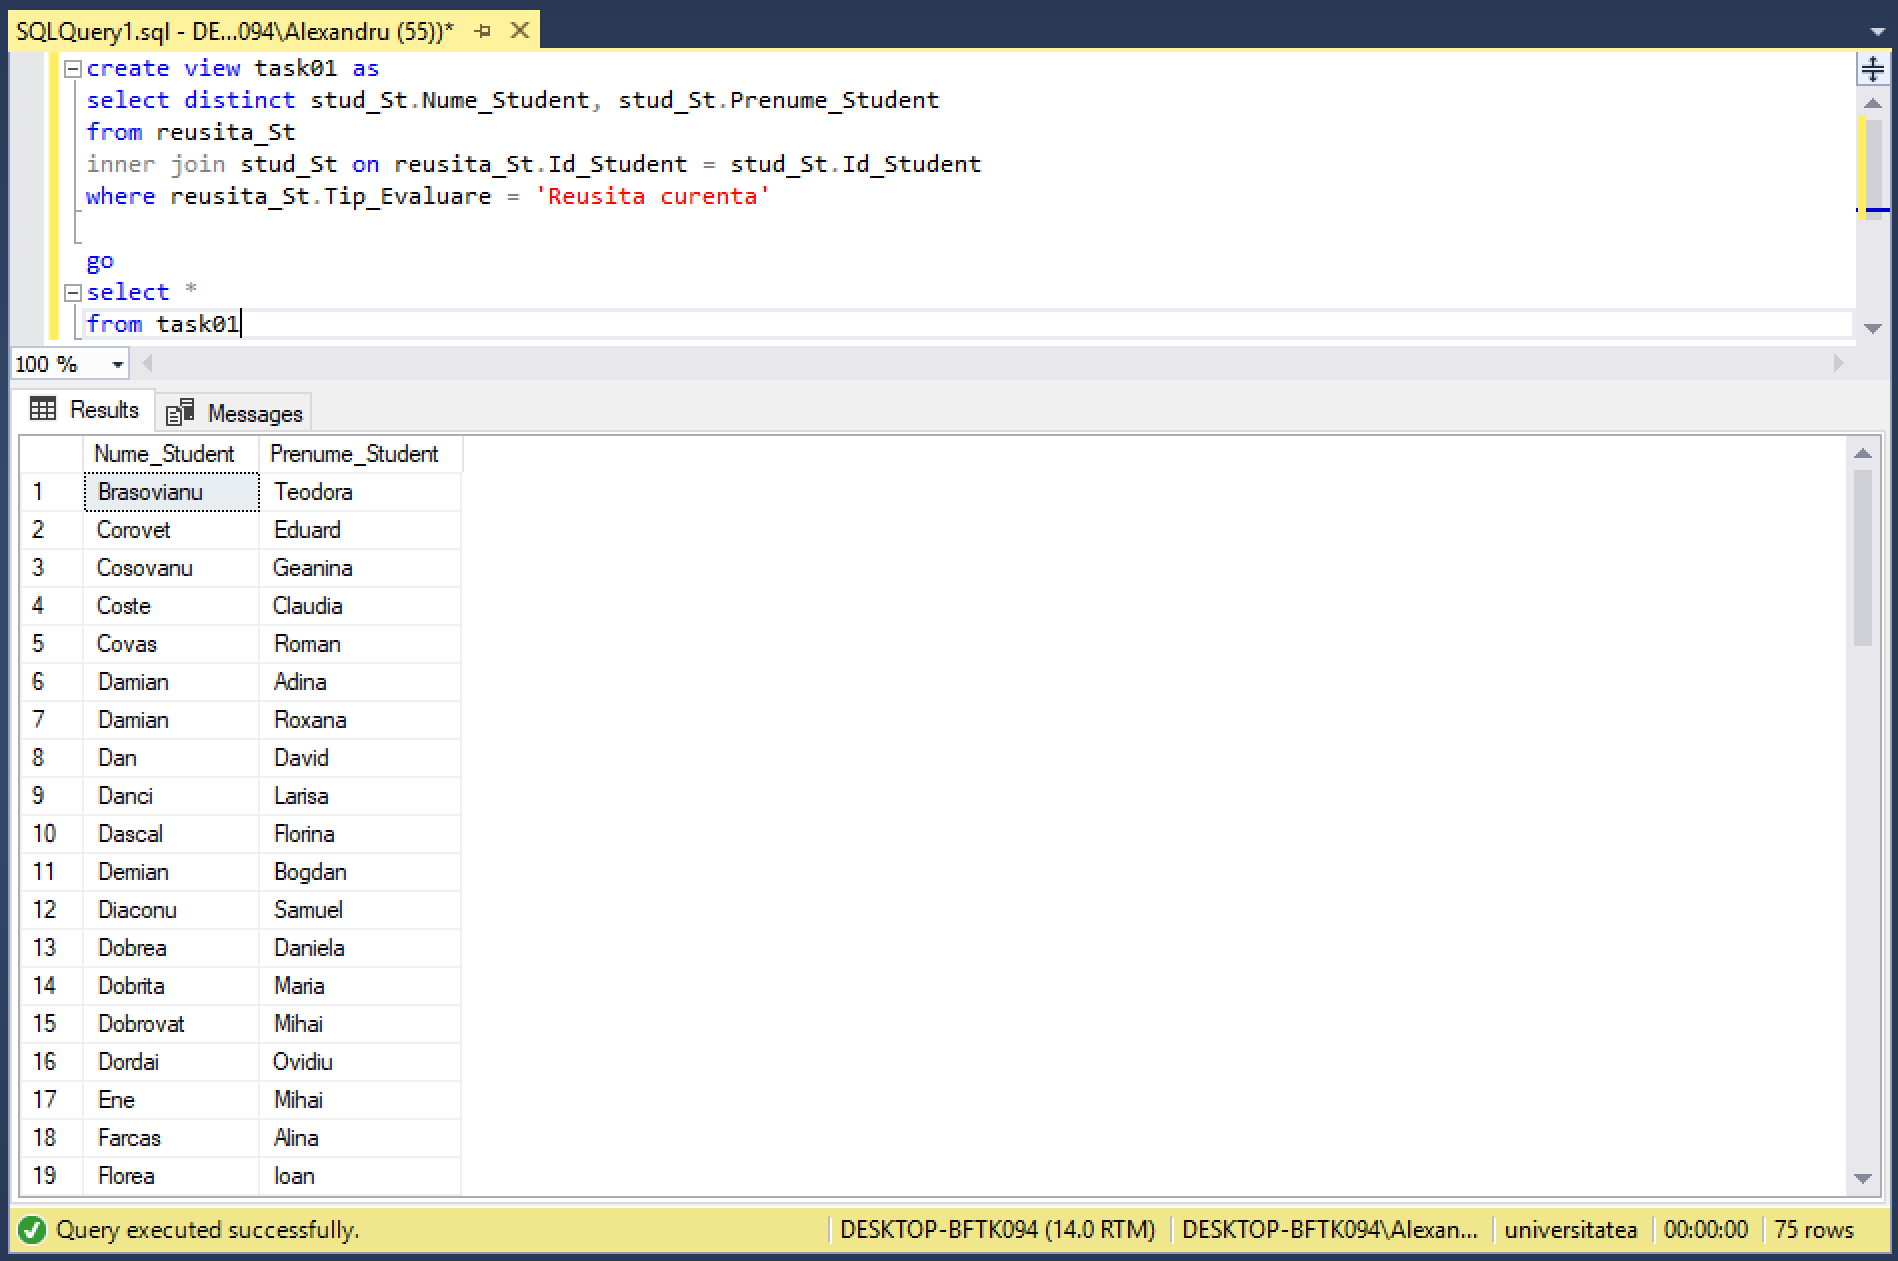 SQLQuery1.sql - DE...094\Alexandru (55))*
create view task01 as
select distinct stud_St.Nume_Student, stud_St.Prenume_Student
from reusita_St
inner join stud_St on reusita_St.Id_Student = stud_St.Id_Student
where reusita_St.Tip_Evaluare = 'Reusita curenta'
go
select *
from task01
100 %
Results Messages
Nume_Student Prenume_Student
1 Brasovianu Teodora
2 Corovet Eduard
3 Cosovanu Geanina
4 Coste Claudia
5 Covas Roman
6 Damian Adina
7 Damian Roxana
8 Dan David
9 Danci Larisa
10 Dascal Florina
11 Demian Bogdan
12 Diaconu Samuel
13 Dobrea Daniela
14 Dobrita Maria
15 Dobrovat Mihai
16 Dordai Ovidiu
17 Ene Mihai
18 Farcas Alina
19 Florea Ioan
Query executed successfully. DESKTOP-BFTK094 (14.0 RTM) DESKTOP-BFTK094\Alexan... universitatea 00:00:00 75 rows